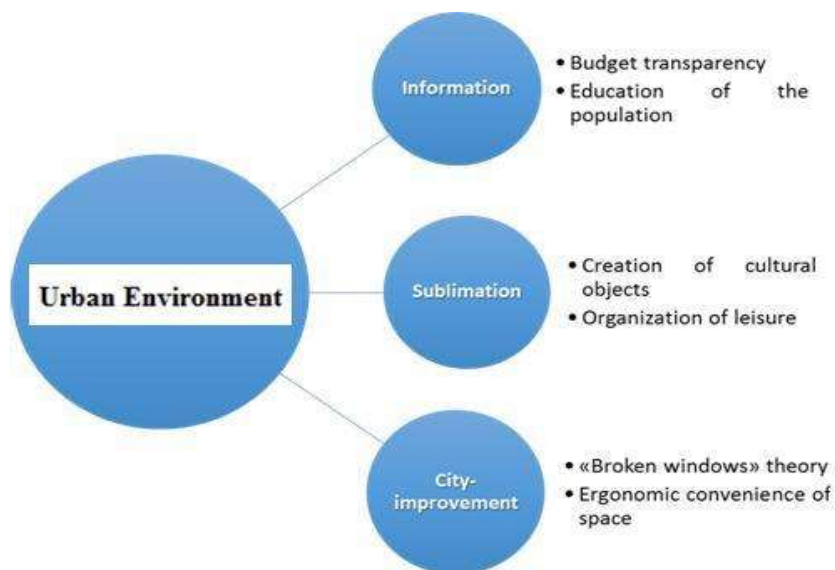 Urban Environment
Information
• Budget transparency
• Education of the
population
Sublimation
• Creation of cultural
objects
• Organization of leisure
City-
improvement
• «Broken windows» theory
• Ergonomic convenience of
space